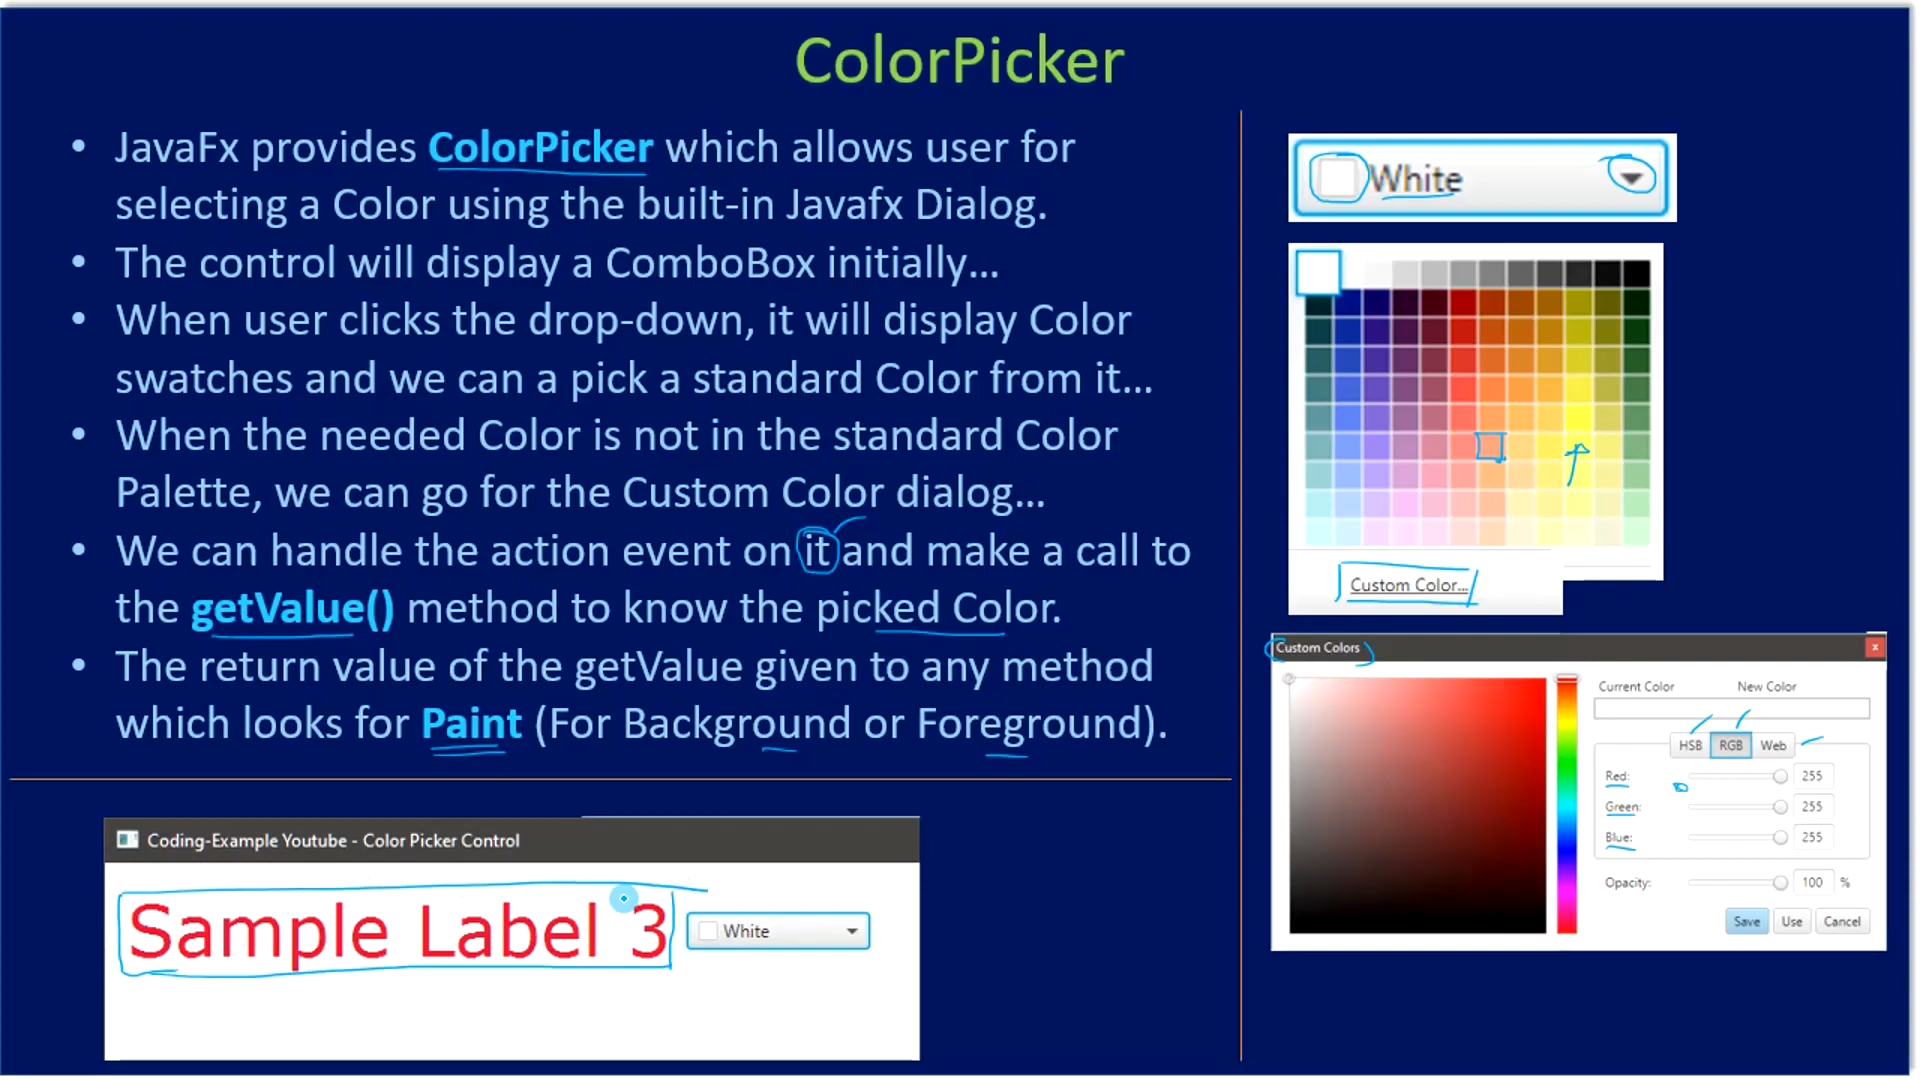 ColorPicker
• JavaFx provides ColorPicker which allows user for
selecting a Color using the built-in Javafx Dialog.
• The control will display a ComboBox initially...
• When user clicks the drop-down, it will display Color
swatches and we can a pick a standard Color from it...
• When the needed Color is not in the standard Color
Palette, we can go for the Custom Color dialog...
• We can handle the action event on it and make a call to
the getValue() method to know the picked Color.
• The return value of the getValue given to any method
which looks for Paint (For Background or Foreground).
Coding-Example Youtube - Color Picker Control
Sample Label 3
White
White
Custom Color...
Custom Colors
x
Current Color New Color
HSB RGB Web
Red: 255
Green: 255
Blue: 255
Opacity: 100 %
Save Use Cancel